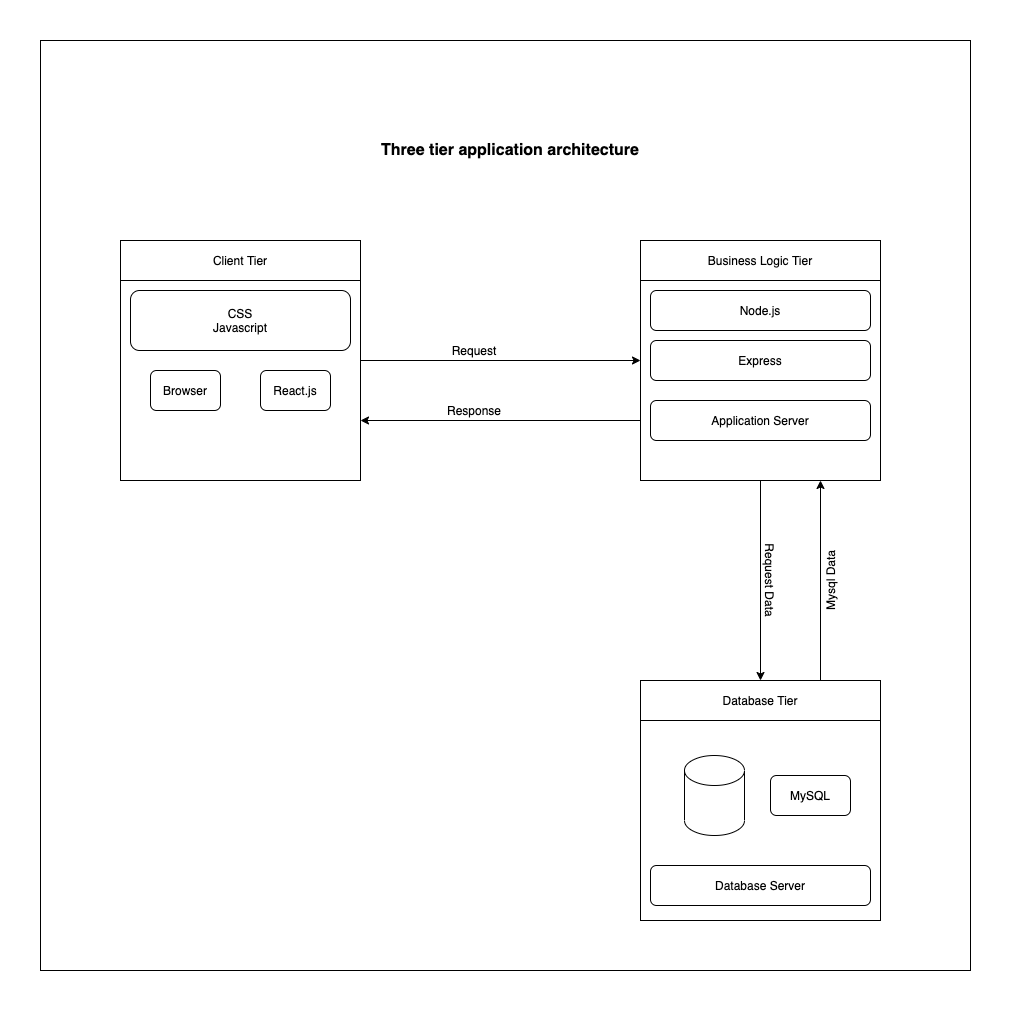 Three tier application architecture
Client Tier
CSS
Javascript
Browser
React.js
Request
Response
Business Logic Tier
Node.js
Express
Application Server
Request Data
Mysql Data
Database Tier
MySQL
Database Server